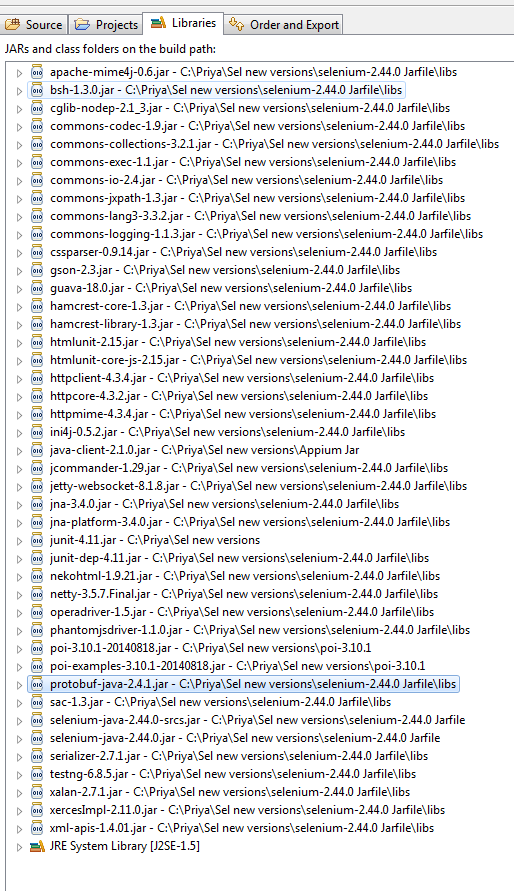 Source Projects Libraries Order and Export
JARs and class folders on the build path:
apache-mime4j-0.6.jar - C:\Priya\Sel new versions\selenium-2.44.0 Jarfile\libs
bsh-1.3.0.jar - C:\Priya\Sel new versions\selenium-2.44.0 Jarfile\libs
cglib-nodep-2.1_3.jar - C:\Priya\Sel new versions\selenium-2.44.0 Jarfile\libs
commons-codec-1.9.jar - C:\Priya\Sel new versions\selenium-2.44.0 Jarfile\libs
commons-collections-3.2.1.jar - C:\Priya\Sel new versions\selenium-2.44.0 Jarfile\libs
commons-exec-1.1.jar - C:\Priya\Sel new versions\selenium-2.44.0 Jarfile\libs
commons-io-2.4.jar - C:\Priya\Sel new versions\selenium-2.44.0 Jarfile\libs
commons-jxpath-1.3.jar - C:\Priya\Sel new versions\selenium-2.44.0 Jarfile\libs
commons-lang3-3.3.2.jar - C:\Priya\Sel new versions\selenium-2.44.0 Jarfile\libs
commons-logging-1.1.3.jar - C:\Priya\Sel new versions\selenium-2.44.0 Jarfile\libs
cssparser-0.9.14.jar - C:\Priya\Sel new versions\selenium-2.44.0 Jarfile\libs
gson-2.3.jar - C:\Priya\Sel new versions\selenium-2.44.0 Jarfile\libs
guava-18.0.jar - C:\Priya\Sel new versions\selenium-2.44.0 Jarfile\libs
hamcrest-core-1.3.jar - C:\Priya\Sel new versions\selenium-2.44.0 Jarfile\libs
hamcrest-library-1.3.jar - C:\Priya\Sel new versions\selenium-2.44.0 Jarfile\libs
htmlunit-2.15.jar - C:\Priya\Sel new versions\selenium-2.44.0 Jarfile\libs
htmlunit-core-js-2.15.jar - C:\Priya\Sel new versions\selenium-2.44.0 Jarfile\libs
httpclient-4.3.4.jar - C:\Priya\Sel new versions\selenium-2.44.0 Jarfile\libs
httpcore-4.3.2.jar - C:\Priya\Sel new versions\selenium-2.44.0 Jarfile\libs
httpmime-4.3.4.jar - C:\Priya\Sel new versions\selenium-2.44.0 Jarfile\libs
ini4j-0.5.2.jar - C:\Priya\Sel new versions\selenium-2.44.0 Jarfile\libs
java-client-2.1.0.jar - C:\Priya\Sel new versions\Appium Jar
jcommander-1.29.jar - C:\Priya\Sel new versions\selenium-2.44.0 Jarfile\libs
jetty-websocket-8.1.8.jar - C:\Priya\Sel new versions\selenium-2.44.0 Jarfile\libs
jna-3.4.0.jar - C:\Priya\Sel new versions\selenium-2.44.0 Jarfile\libs
jna-platform-3.4.0.jar - C:\Priya\Sel new versions\selenium-2.44.0 Jarfile\libs
junit-4.11.jar - C:\Priya\Sel new versions
junit-dep-4.11.jar - C:\Priya\Sel new versions\selenium-2.44.0 Jarfile\libs
nekohtml-1.9.21.jar - C:\Priya\Sel new versions\selenium-2.44.0 Jarfile\libs
netty-3.5.7.Final.jar - C:\Priya\Sel new versions\selenium-2.44.0 Jarfile\libs
operadriver-1.5.jar - C:\Priya\Sel new versions\selenium-2.44.0 Jarfile\libs
phantomjsdriver-1.1.0.jar - C:\Priya\Sel new versions\selenium-2.44.0 Jarfile\libs
poi-3.10.1-20140818.jar - C:\Priya\Sel new versions\poi-3.10.1
poi-examples-3.10.1-20140818.jar - C:\Priya\Sel new versions\poi-3.10.1
protobuf-java-2.4.1.jar - C:\Priya\Sel new versions\selenium-2.44.0 Jarfile\libs
sac-1.3.jar - C:\Priya\Sel new versions\selenium-2.44.0 Jarfile\libs
selenium-java-2.44.0-srcs.jar - C:\Priya\Sel new versions\selenium-2.44.0 Jarfile
selenium-java-2.44.0.jar - C:\Priya\Sel new versions\selenium-2.44.0 Jarfile
serializer-2.7.1.jar - C:\Priya\Sel new versions\selenium-2.44.0 Jarfile\libs
testng-6.8.5.jar - C:\Priya\Sel new versions\selenium-2.44.0 Jarfile\libs
xalan-2.7.1.jar - C:\Priya\Sel new versions\selenium-2.44.0 Jarfile\libs
xercesImpl-2.11.0.jar - C:\Priya\Sel new versions\selenium-2.44.0 Jarfile\libs
xml-apis-1.4.01.jar - C:\Priya\Sel new versions\selenium-2.44.0 Jarfile\libs
JRE System Library [J2SE-1.5]